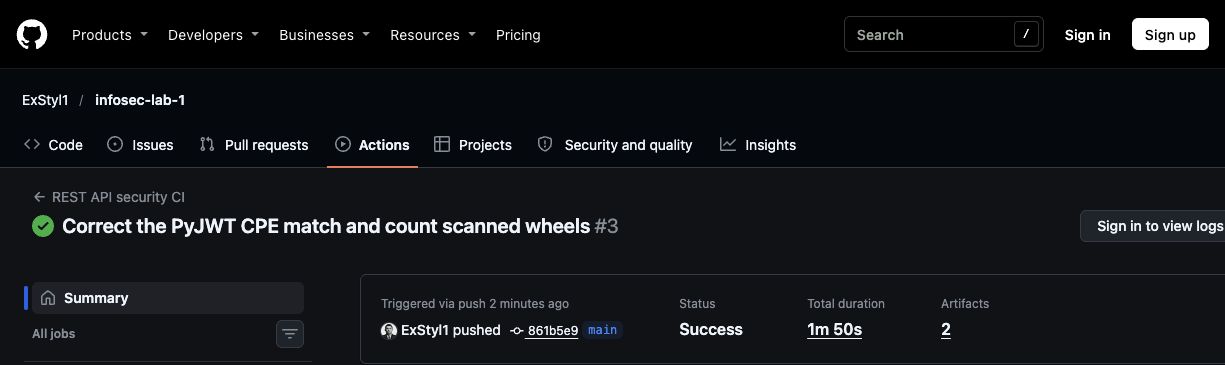 Products Developers Businesses Resources Pricing Search / Sign in Sign up
ExStyl1 / infosec-lab-1
Code Issues Pull requests Actions Projects Security and quality Insights
← REST API security CI
Correct the PyJWT CPE match and count scanned wheels #3
Sign in to view logs
Summary
All jobs
Triggered via push 2 minutes ago
ExStyl1 pushed 861b5e9 main
Status
Success
Total duration
1m 50s
Artifacts
2